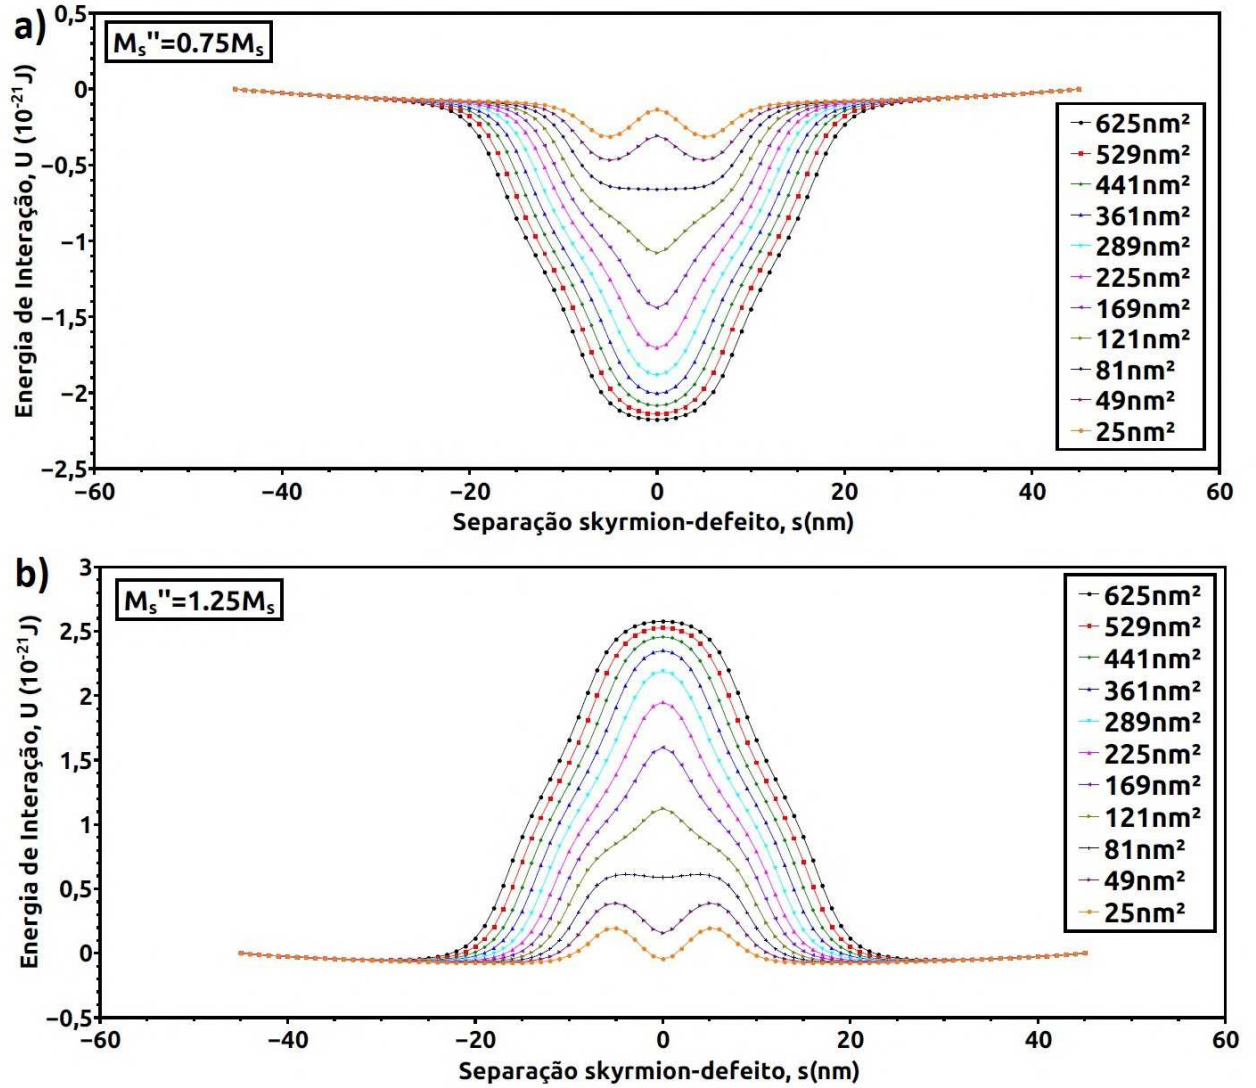 a)
Ms''=0.75Ms
Energia de Interação, U (10⁻²¹J)
0,5
0
−0,5
−1
−1,5
−2
−2,5
−60
−40
−20
0
20
40
60
Separação skyrmion-defeito, s(nm)
625nm²
529nm²
441nm²
361nm²
289nm²
225nm²
169nm²
121nm²
81nm²
49nm²
25nm²
b)
Ms''=1.25Ms
Energia de Interação, U (10⁻²¹J)
3
2,5
2
1,5
1
0,5
0
−0,5
−60
−40
−20
0
20
40
60
Separação skyrmion-defeito, s(nm)
625nm²
529nm²
441nm²
361nm²
289nm²
225nm²
169nm²
121nm²
81nm²
49nm²
25nm²